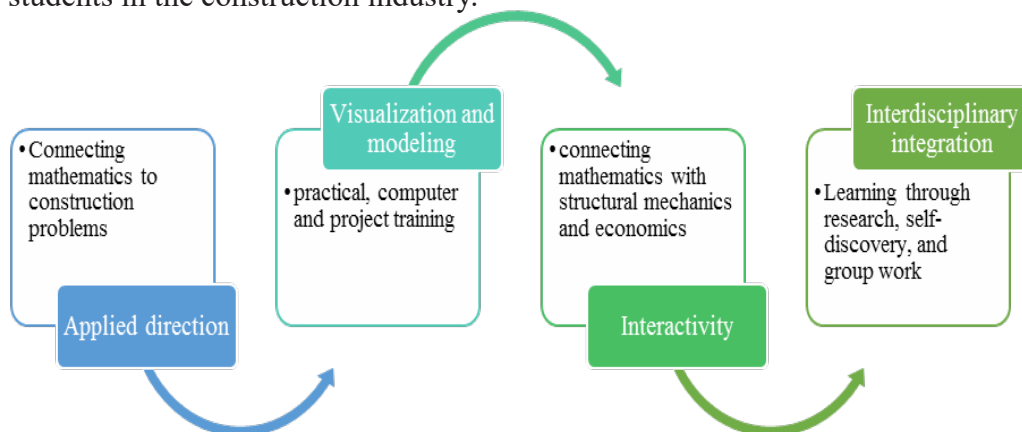 students in the construction industry.
•Connecting
mathematics to
construction
problems
Applied direction
Visualization and
modeling
•practical, computer
and project training
•connecting
mathematics with
structural mechanics
and economics
Interactivity
Interdisciplinary
integration
•Learning through
research, self-
discovery, and
group work